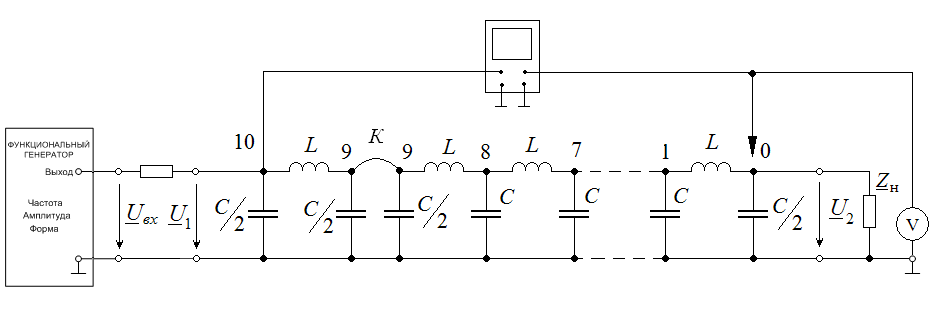 ФУНКЦИОНАЛЬНЫЙ
ГЕНЕРАТОР
Выход
Частота
Амплитуда
Форма
U вх
U 1
10
L
9
К
9
L
8
L
7
1
L
0
C/2
C/2
C/2
C
C
C
C/2
U 2
Z н
V